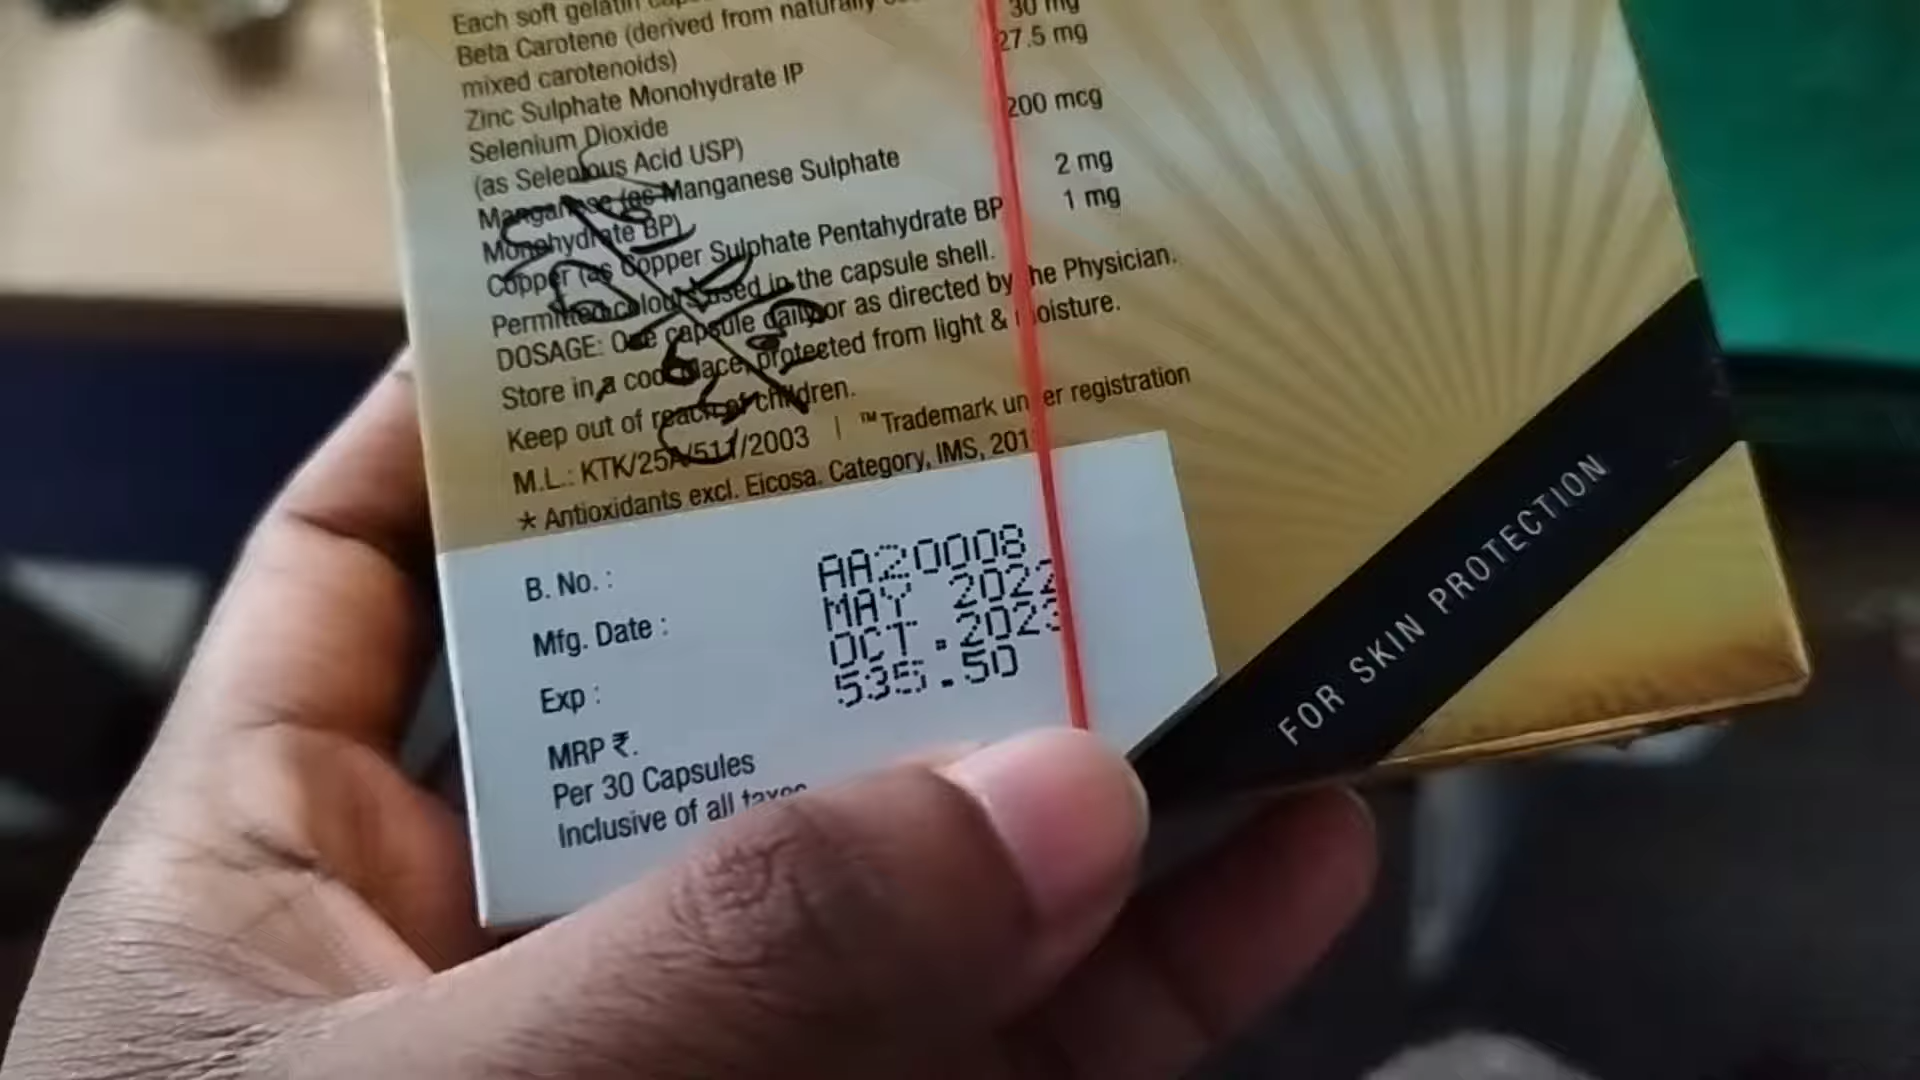 Each soft gelatin
Beta Carotene (derived from naturally 30 mg
mixed carotenoids)
Zinc Sulphate Monohydrate IP 27.5 mg
Selenium Dioxide
(as Selenious Acid USP) 200 mcg
Manganese (as Manganese Sulphate
Monohydrate BP) 2 mg
Copper (as Copper Sulphate Pentahydrate BP 1 mg
Permitted colours used in the capsule shell.
DOSAGE: One capsule daily or as directed by the Physician.
Store in a cool place, protected from light & moisture.
Keep out of reach of children.
M.L.: KTK/25A/511/2003 | ™Trademark under registration
* Antioxidants excl. Eicosa. Category, IMS,
B. No. : AA20008
Mfg. Date : MAY 2022
Exp : OCT.2023
MRP ₹. 535.50
Per 30 Capsules
Inclusive of all taxes
FOR SKIN PROTECTION